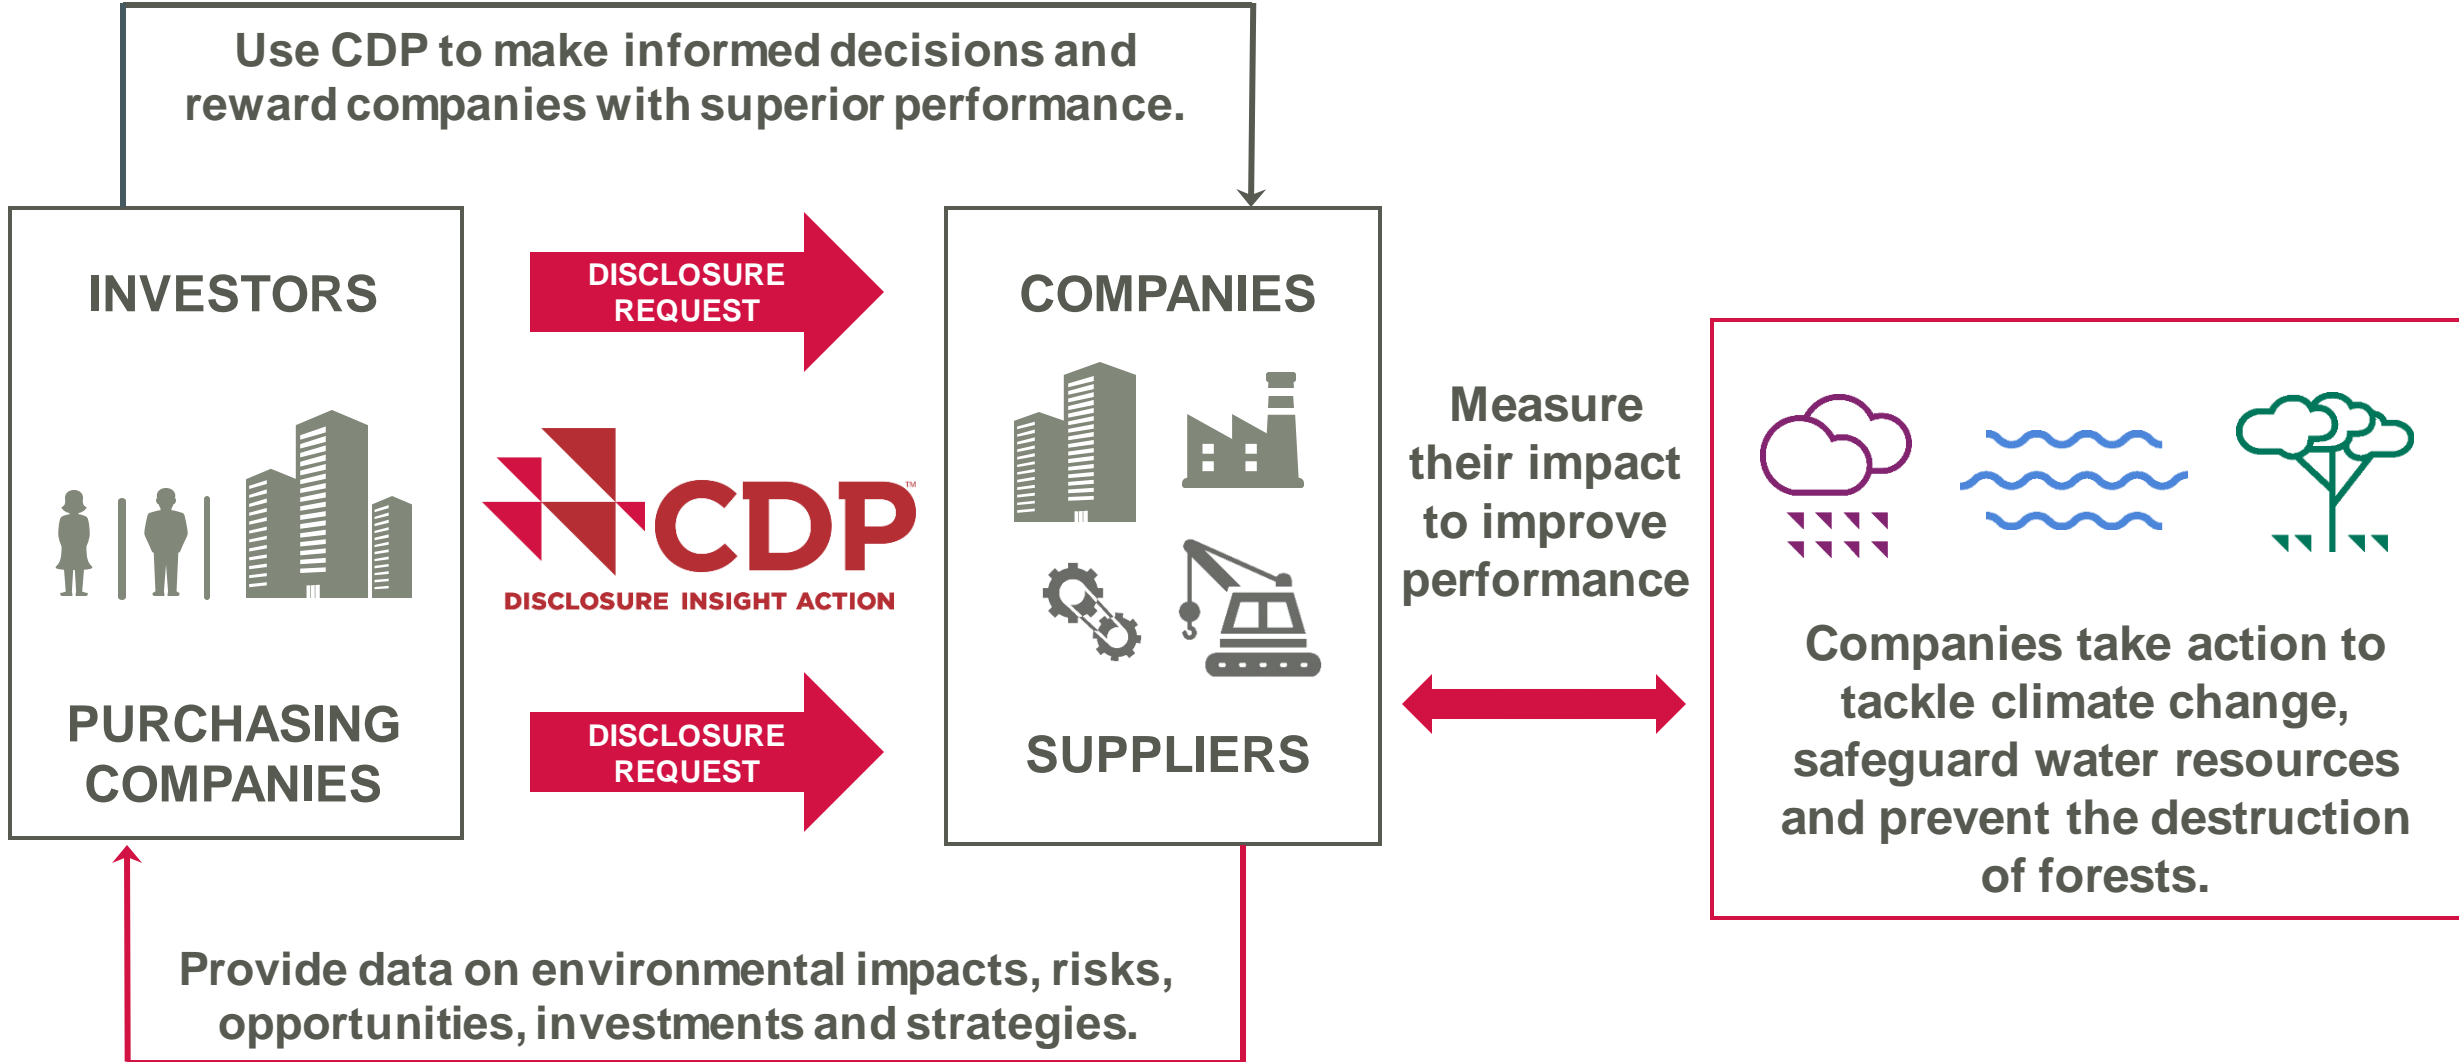 Use CDP to make informed decisions and
reward companies with superior performance.
INVESTORS
PURCHASING
COMPANIES
DISCLOSURE
REQUEST
CDP™
DISCLOSURE INSIGHT ACTION
DISCLOSURE
REQUEST
COMPANIES
SUPPLIERS
Measure
their impact
to improve
performance
Companies take action to
tackle climate change,
safeguard water resources
and prevent the destruction
of forests.
Provide data on environmental impacts, risks,
opportunities, investments and strategies.